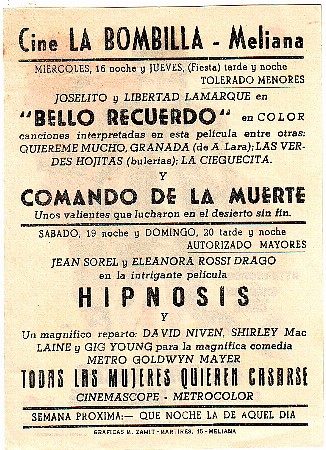 Cine LA BOMBILLA - Meliana
MIERCOLES, 16 noche y JUEVES, (Fiesta) tarde y noche
TOLERADO MENORES
JOSELITO y LIBERTAD LAMARQUE en
"BELLO RECUERDO" en COLOR
canciones interpretadas en esta película entre otras:
QUIEREME MUCHO, GRANADA (de A. Lara); LAS VER-
DES HOJITAS (bulerías); LA CIEGUECITA.
Y
COMANDO DE LA MUERTE
Unos valientes que lucharon en el desierto sin fin.
SABADO, 19 noche y DOMINGO, 20 tarde y noche
AUTORIZADO MAYORES
JEAN SOREL y ELEANORA ROSSI DRAGO
en la intrigante película
HIPNOSIS
Y
Un magnífico reparto: DAVID NIVEN, SHIRLEY Mac
LAINE y GIG YOUNG para la magnífica comedia
METRO GOLDWYN MAYER
TODAS LAS MUJERES QUIEREN CASARSE
CINEMASCOPE - METROCOLOR
SEMANA PROXIMA:— QUE NOCHE LA DE AQUEL DIA
GRAFICAS M. ZAMIT - MARTIRES, 15 - MELIANA